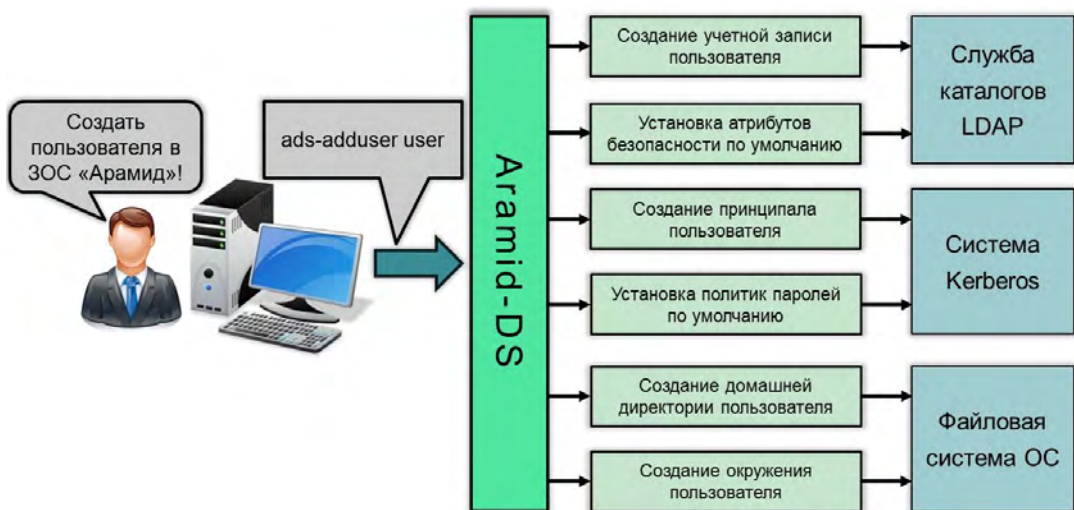 Создать
пользователя в
ЗОС «Арамид»!
ads-adduser user
Aramid-DS
Создание учетной записи
пользователя
Установка атрибутов
безопасности по умолчанию
Служба
каталогов
LDAP
Создание принципала
пользователя
Установка политик паролей
по умолчанию
Система
Kerberos
Создание домашней
директории пользователя
Создание окружения
пользователя
Файловая
система ОС